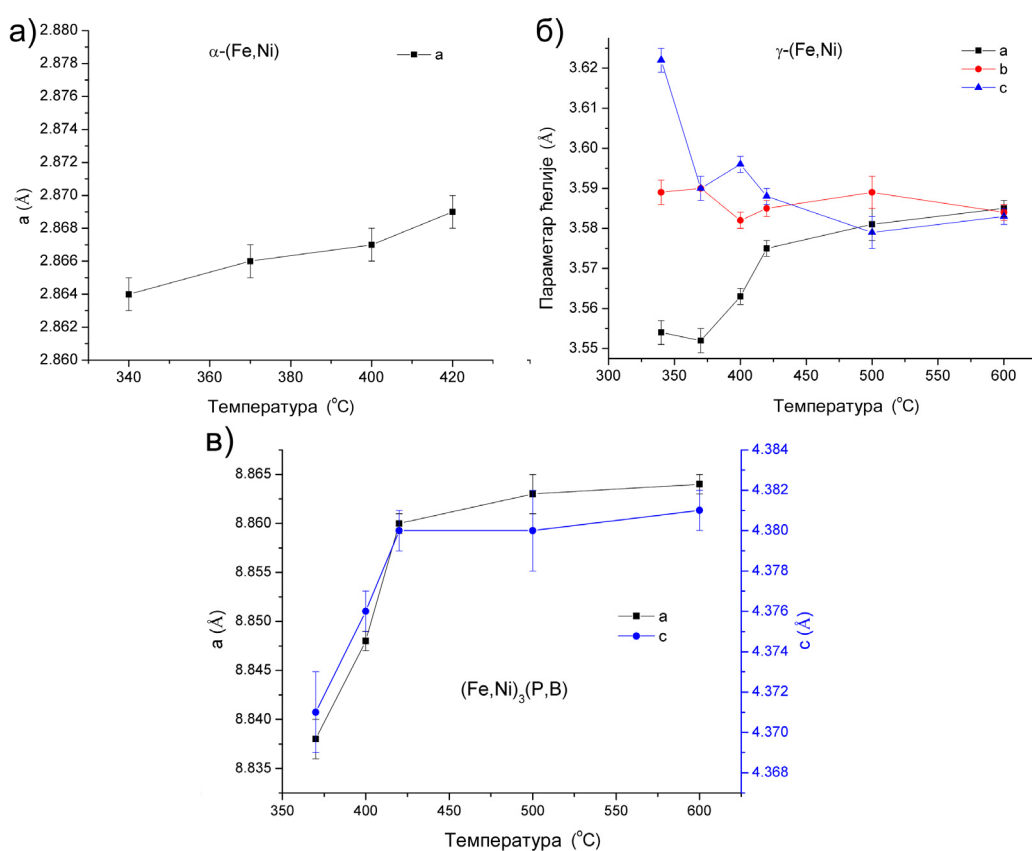 а)
α-(Fe,Ni)
a
2.880
2.878
2.876
2.874
2.872
2.870
2.868
2.866
2.864
2.862
2.860
a (Å)
340
360
380
400
420
Температура (°C)
б)
γ-(Fe,Ni)
a
b
c
3.62
3.61
3.60
3.59
3.58
3.57
3.56
3.55
Параметар ћелије (Å)
300
350
400
450
500
550
600
Температура (°C)
в)
8.865
8.860
8.855
8.850
8.845
8.840
8.835
a (Å)
4.384
4.382
4.380
4.378
4.376
4.374
4.372
4.370
4.368
c (Å)
a
c
(Fe,Ni)₃(P,B)
350
400
450
500
550
600
Температура (°C)